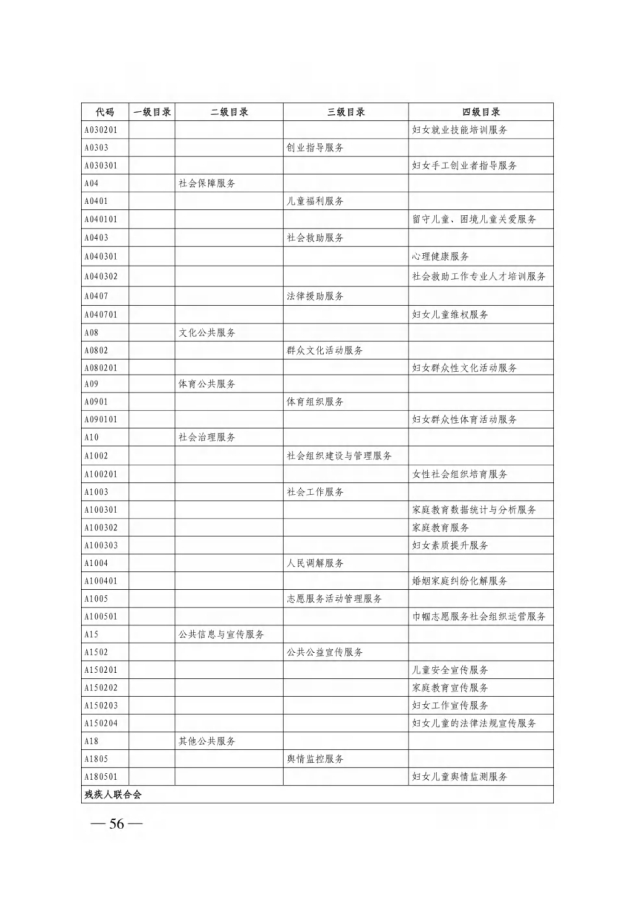 代码 一级目录 二级目录 三级目录 四级目录
A030201 妇女就业技能培训服务
A0303 创业指导服务
A030301 妇女手工创业者指导服务
A04 社会保障服务
A0401 儿童福利服务
A040101 留守儿童、困境儿童关爱服务
A0403 社会救助服务
A040301 心理健康服务
A040302 社会救助工作专业人才培训服务
A0407 法律援助服务
A040701 妇女儿童维权服务
A08 文化公共服务
A0802 群众文化活动服务
A080201 妇女群众性文化活动服务
A09 体育公共服务
A0901 体育组织服务
A090101 妇女群众性体育活动服务
A10 社会治理服务
A1002 社会组织建设与管理服务
A100201 女性社会组织培育服务
A1003 社会工作服务
A100301 家庭教育数据统计与分析服务
A100302 家庭教育服务
A100303 妇女素质提升服务
A1004 人民调解服务
A100401 婚姻家庭纠纷化解服务
A1005 志愿服务活动管理服务
A100501 巾帼志愿服务社会组织运营服务
A15 公共信息与宣传服务
A1502 公共公益宣传服务
A150201 儿童安全宣传服务
A150202 家庭教育宣传服务
A150203 妇女工作宣传服务
A150204 妇女儿童的法律法规宣传服务
A18 其他公共服务
A1805 舆情监控服务
A180501 妇女儿童舆情监测服务
残疾人联合会
— 56 —